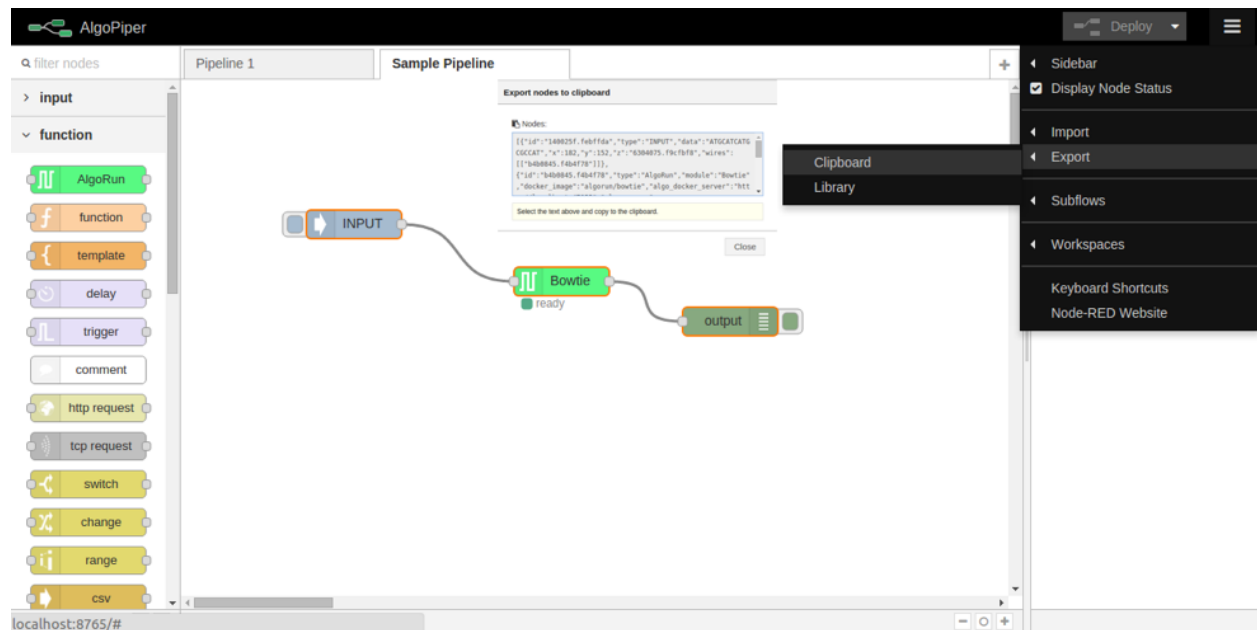 AlgoPiper
Deploy
filter nodes
Pipeline 1
Sample Pipeline
Sidebar
Display Node Status
Import
Export
Subflows
Workspaces
Keyboard Shortcuts
Node-RED Website
Clipboard
Library
input
function
AlgoRun
function
template
delay
trigger
comment
http request
tcp request
switch
change
range
csv
Export nodes to clipboard
Nodes:
[{"id":"140025f.febffda","type":"INPUT","data":"ATGCATCATG
CGCCAT","x":182,"y":152,"z":"6304075.f9cfbf8","wires":
[["b4b0845.f4b4f78"]]},
{"id":"b4b0845.f4b4f78","type":"AlgoRun","module":"Bowtie"
,"docker_image":"algorun/bowtie","algo_docker_server":"htt
Select the text above and copy to the clipboard.
Close
INPUT
Bowtie
ready
output
localhost:8765/#